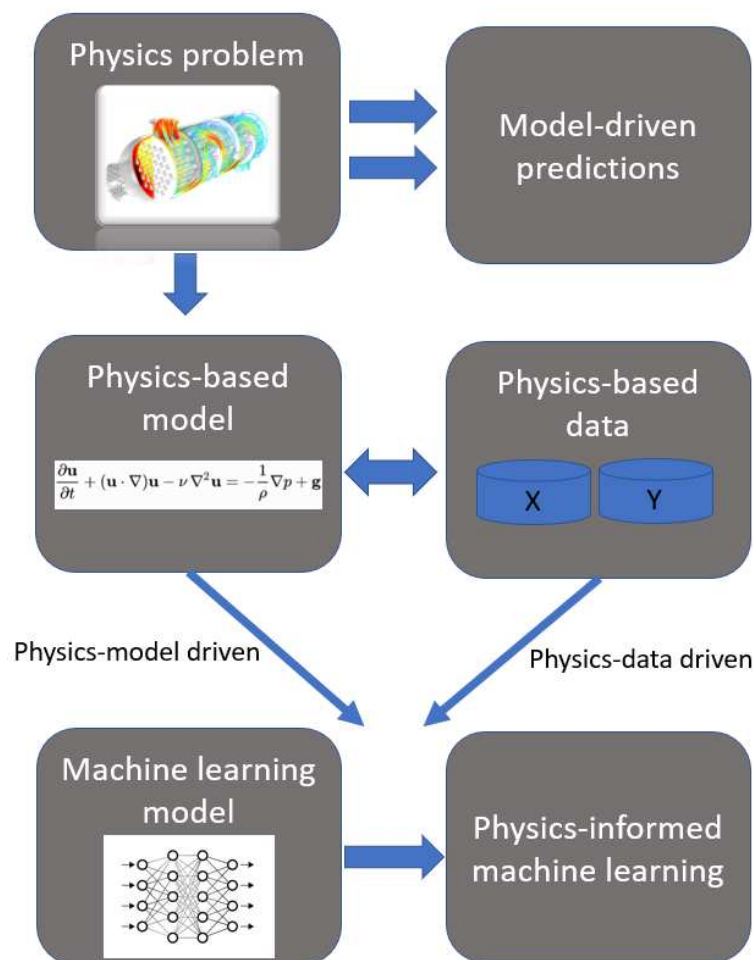 Physics problem
Model-driven
predictions
Physics-based
model
∂u/∂t + (u · ∇)u − ν ∇²u = −1/ρ ∇p + g
Physics-based
data
X
Y
Physics-model driven
Physics-data driven
Machine learning
model
Physics-informed
machine learning